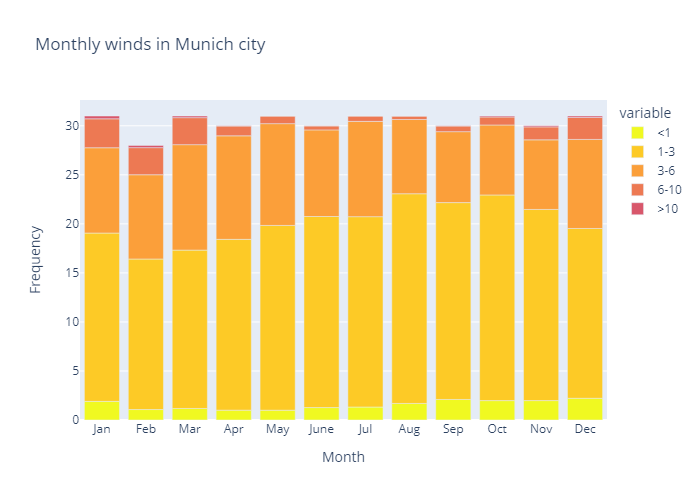 Monthly winds in Munich city
variable
<1
1-3
3-6
6-10
>10
Frequency
30
25
20
15
10
5
0
Jan Feb Mar Apr May June Jul Aug Sep Oct Nov Dec
Month